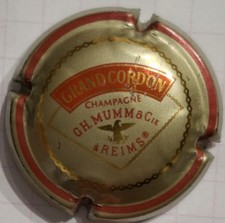 GRAND CORDON
CHAMPAGNE
G.H. MUMM & Cie
à REIMS®